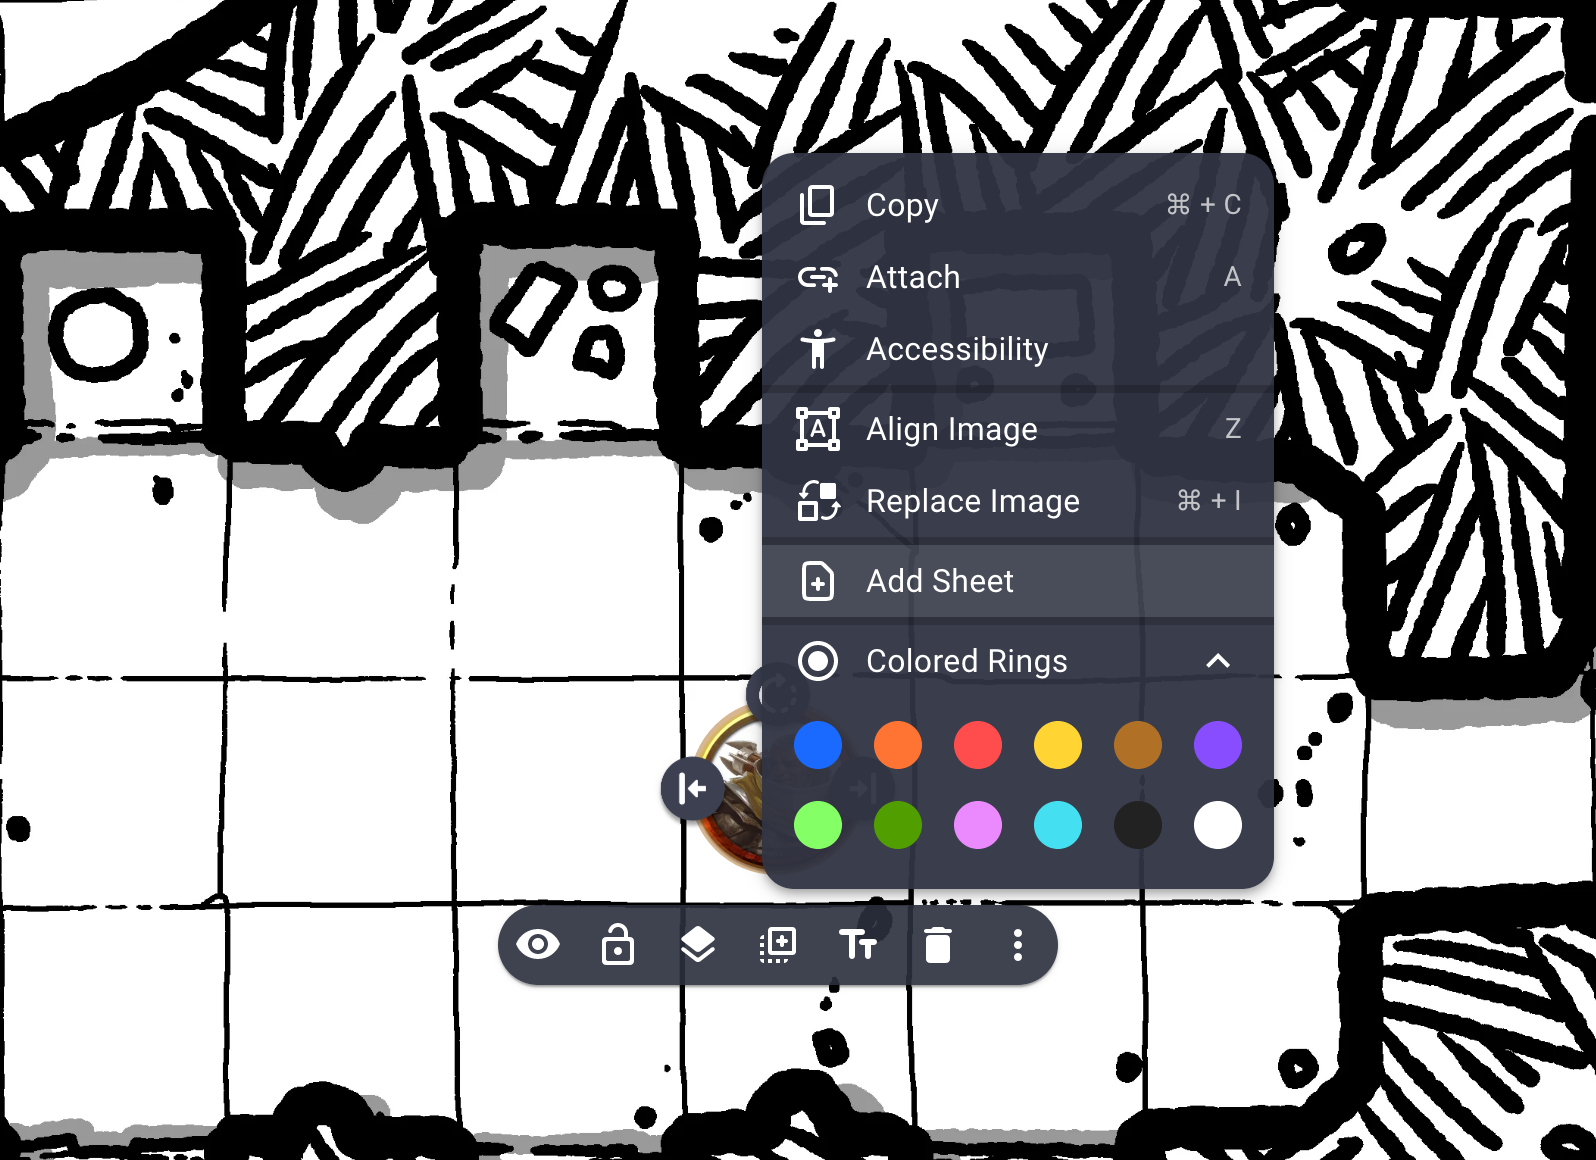 Copy ⌘ + C
Attach A
Accessibility
Align Image Z
Replace Image ⌘ + I
Add Sheet
Colored Rings